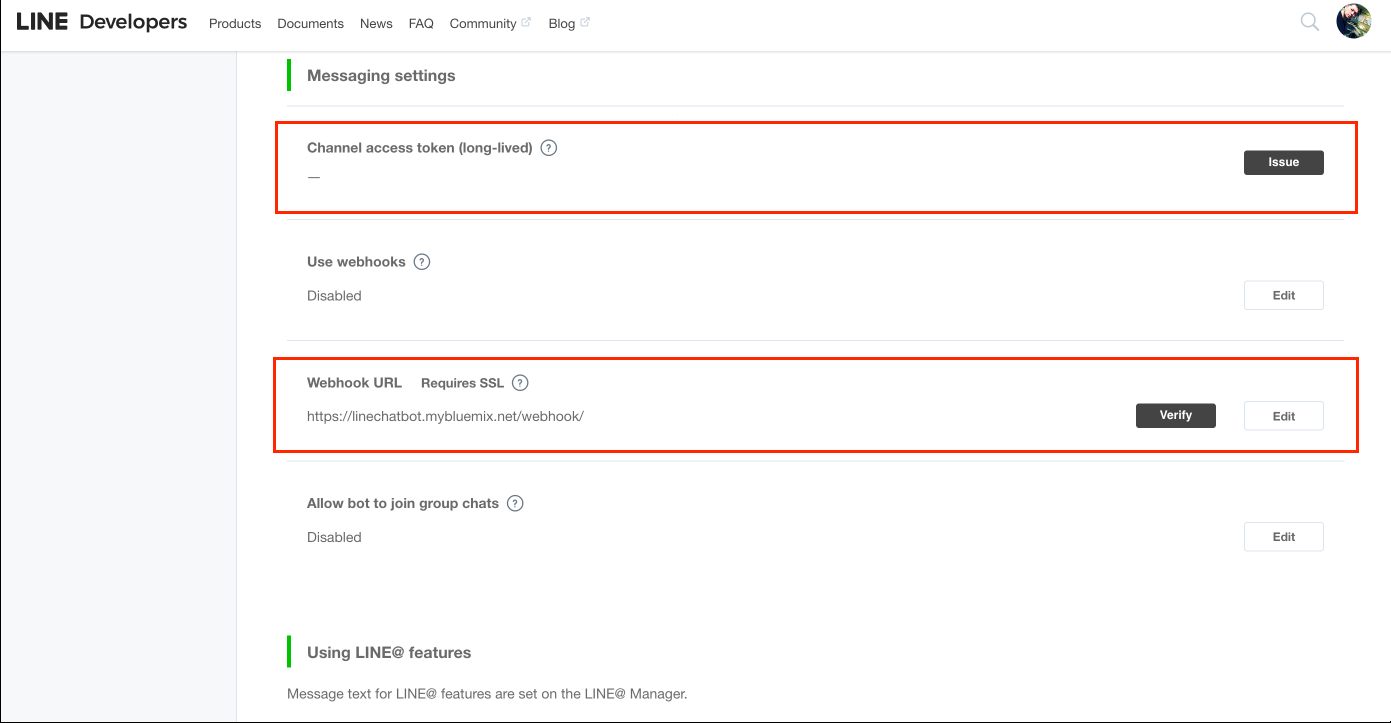 LINE Developers Products Documents News FAQ Community Blog
Messaging settings
Channel access token (long-lived) ?
—
Issue
Use webhooks ?
Disabled
Edit
Webhook URL Requires SSL ?
https://linechatbot.mybluemix.net/webhook/
Verify Edit
Allow bot to join group chats ?
Disabled
Edit
Using LINE@ features
Message text for LINE@ features are set on the LINE@ Manager.